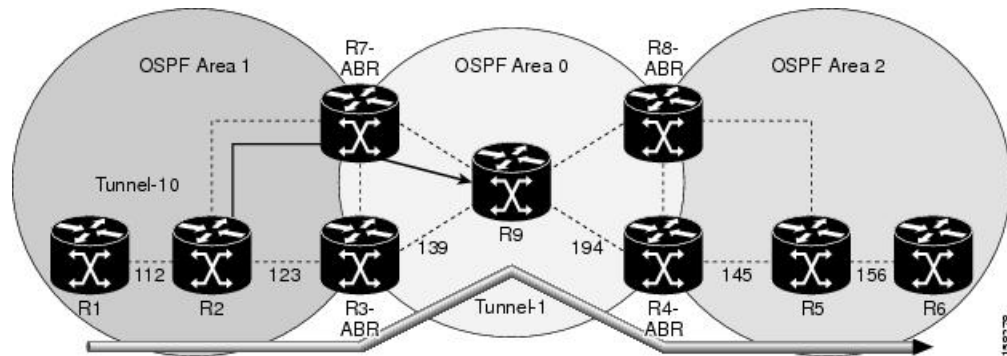 R7-
ABR
R8-
ABR
OSPF Area 1
OSPF Area 0
OSPF Area 2
Tunnel-10
R9
139
194
112
123
145
156
R1
R2
R3-
ABR
Tunnel-1
R4-
ABR
R5
R6